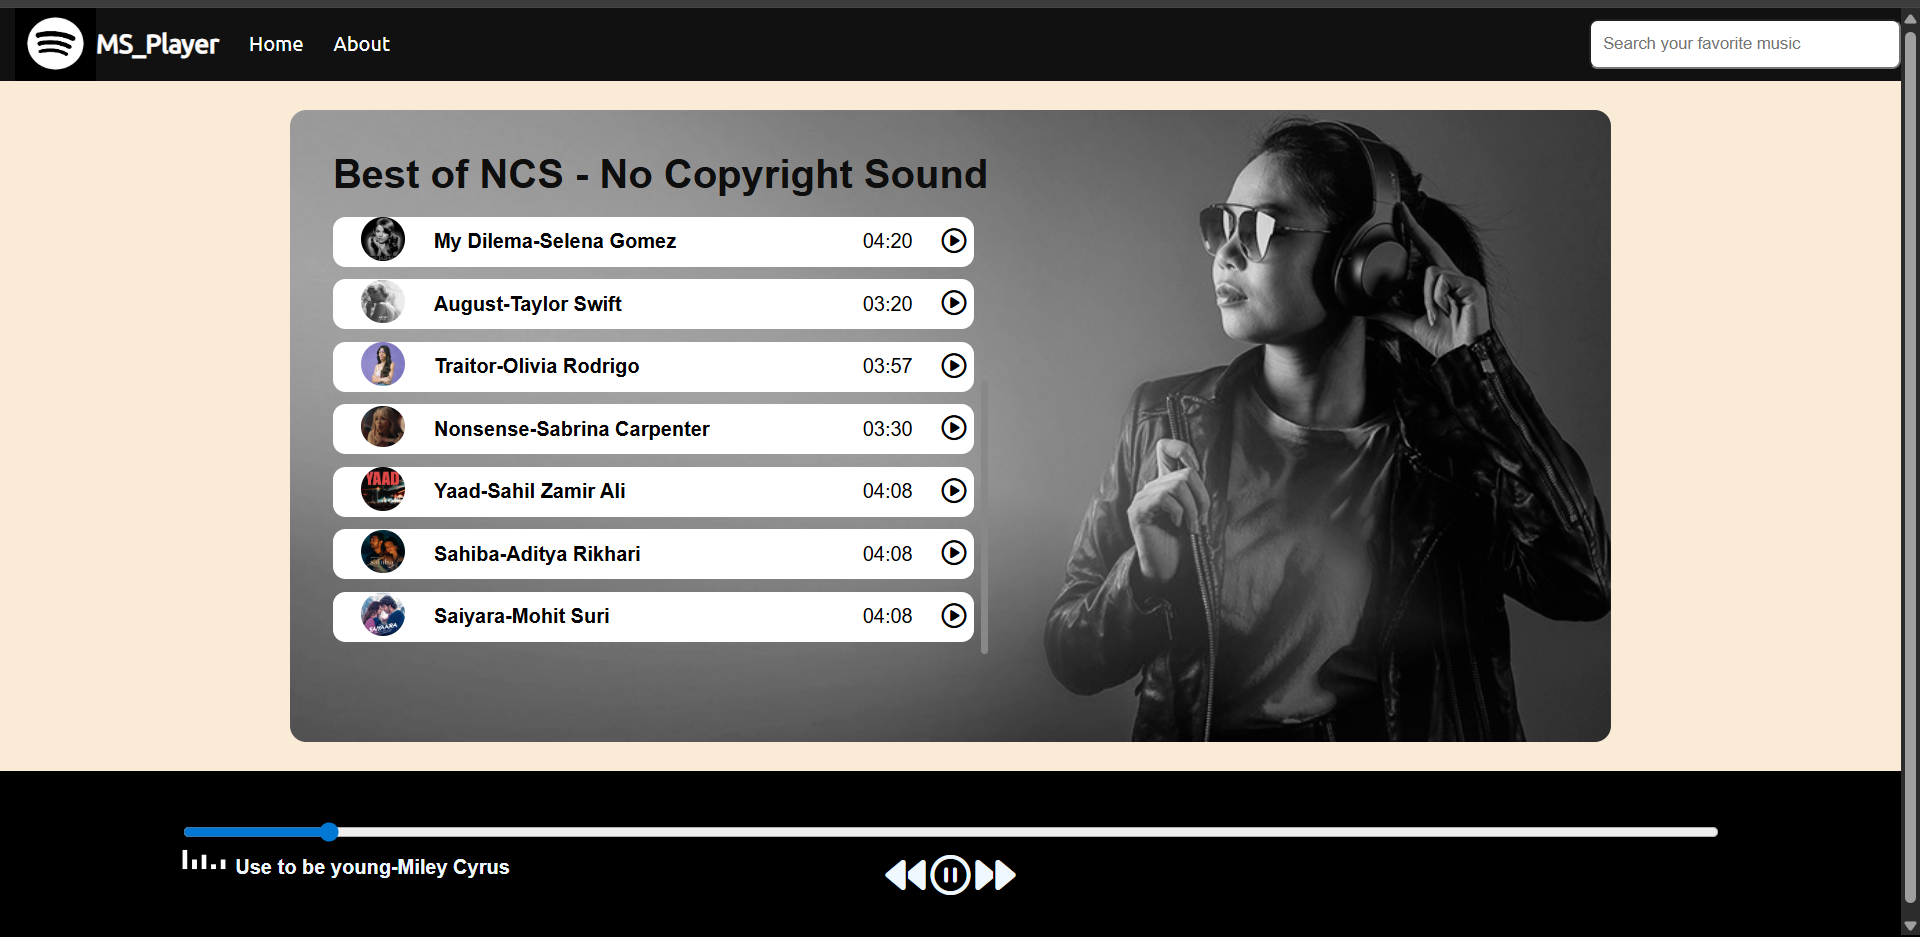 MS_Player Home About Search your favorite music
Best of NCS - No Copyright Sound
My Dilema-Selena Gomez 04:20
August-Taylor Swift 03:20
Traitor-Olivia Rodrigo 03:57
Nonsense-Sabrina Carpenter 03:30
YAAD
Yaad-Sahil Zamir Ali 04:08
Sahiba-Aditya Rikhari 04:08
SAIYAARA
Saiyara-Mohit Suri 04:08
Use to be young-Miley Cyrus